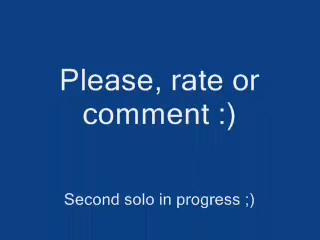 Please, rate or
comment :)
Second solo in progress ;)